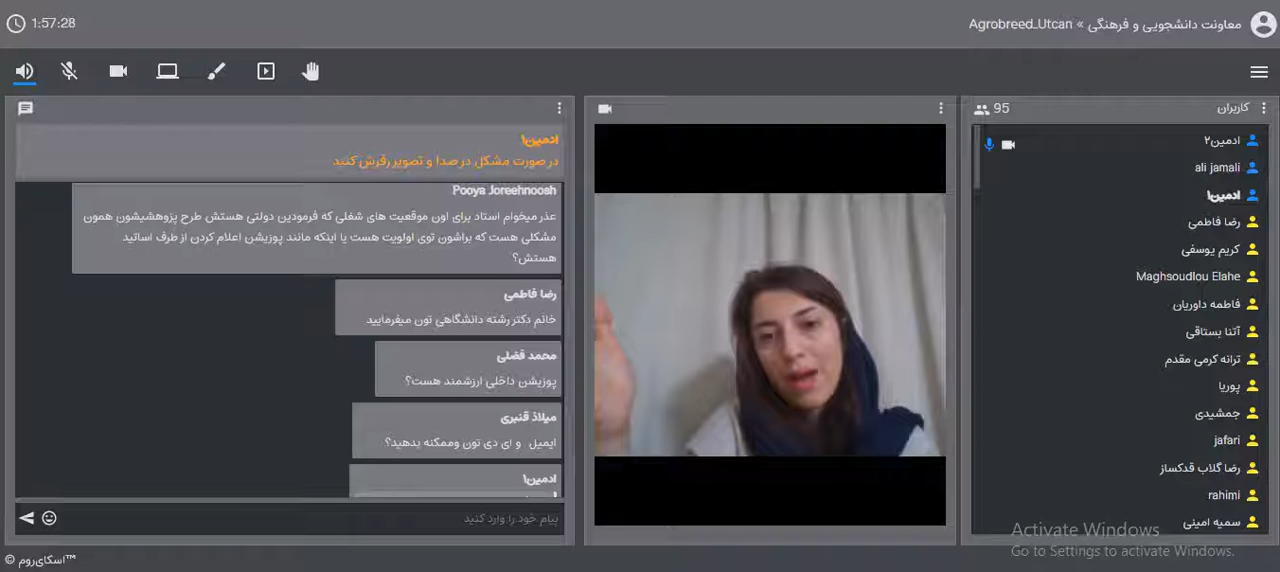 1:57:28
معاونت دانشجویی و فرهنگی » Agrobreed_Utcan
ادمین۱
در صورت مشکل در صدا و تصویر رفرش کنید
Pooya Joreehnoosh
عذر میخوام استاد برای اون موقعیت های شغلی که فرمودین دولتی هستش طرح پزوهشیشون همون
مشکلی هست که براشون توی اولویت هست یا اینکه مانند پوزیشن اعلام کردن از طرف اساتید
هستش؟
رضا فاطمی
خانم دکتر رشته دانشگاهی تون میفرمایید
محمد فضلی
پوزیشن داخلی ارزشمند هست؟
میلاد قنبری
ایمیل و ای دی تون وممکنه بدهید؟
ادمین۱
پیام خود را وارد کنید
95
کاربران
ادمین۲
ali jamali
ادمین۱
رضا فاطمی
کریم یوسفی
Maghsoudlou Elahe
فاطمه داوریان
آتنا بستاقی
ترانه کرمی مقدم
پوریا
جمشیدی
jafari
رضا گلاب قدکساز
rahimi
سمیه امینی
Activate Windows
Go to Settings to activate Windows.
© اسکای‌روم™